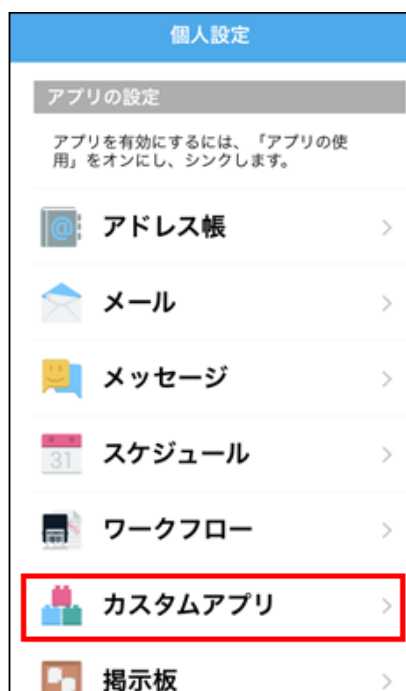 個人設定
アプリの設定
アプリを有効にするには、「アプリの使
用」をオンにし、シンクします。
アドレス帳
メール
メッセージ
31
スケジュール
ワークフロー
カスタムアプリ
掲示板